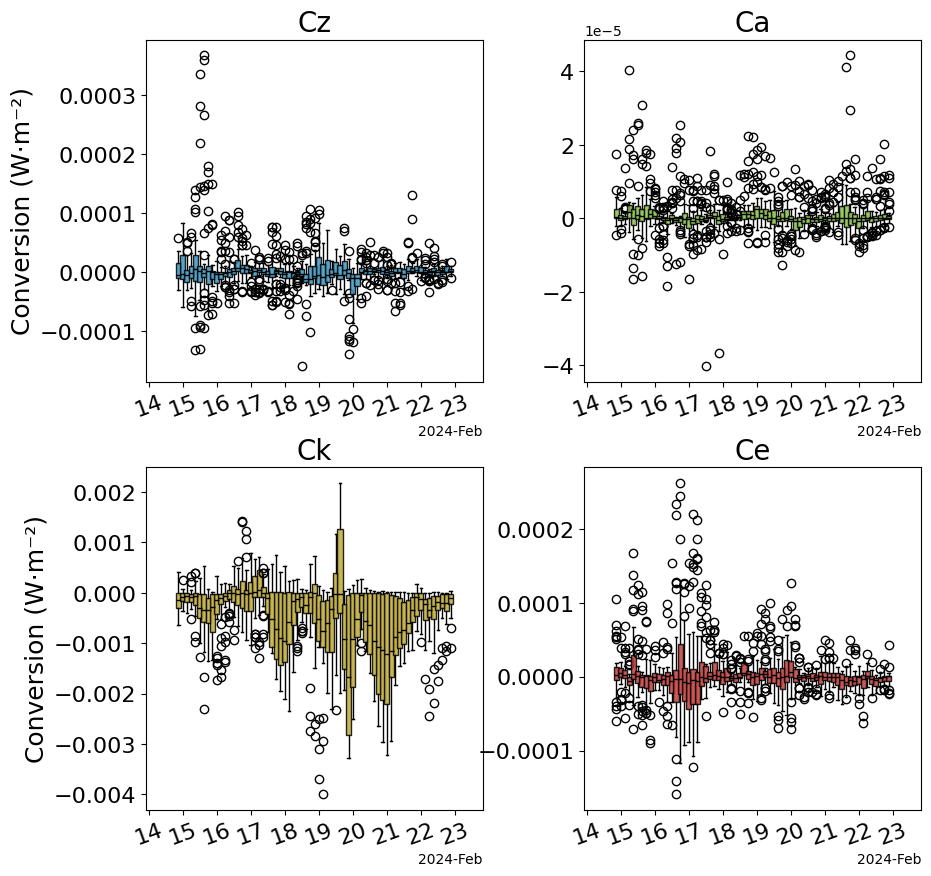 Cz
Conversion (W·m⁻²)
0.0003
0.0002
0.0001
0.0000
−0.0001
14 15 16 17 18 19 20 21 22 23
2024-Feb
Ca
1e−5
4
2
0
−2
−4
14 15 16 17 18 19 20 21 22 23
2024-Feb
Ck
Conversion (W·m⁻²)
0.002
0.001
0.000
−0.001
−0.002
−0.003
−0.004
14 15 16 17 18 19 20 21 22 23
2024-Feb
Ce
0.0002
0.0001
0.0000
−0.0001
14 15 16 17 18 19 20 21 22 23
2024-Feb